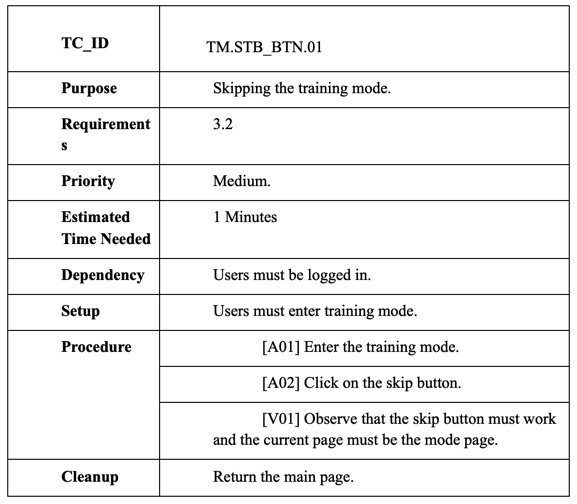 TC_ID TM.STB_BTN.01
Purpose Skipping the training mode.
Requirement 3.2
s
Priority Medium.
Estimated 1 Minutes
Time Needed
Dependency Users must be logged in.
Setup Users must enter training mode.
Procedure [A01] Enter the training mode.
[A02] Click on the skip button.
[V01] Observe that the skip button must work
and the current page must be the mode page.
Cleanup Return the main page.